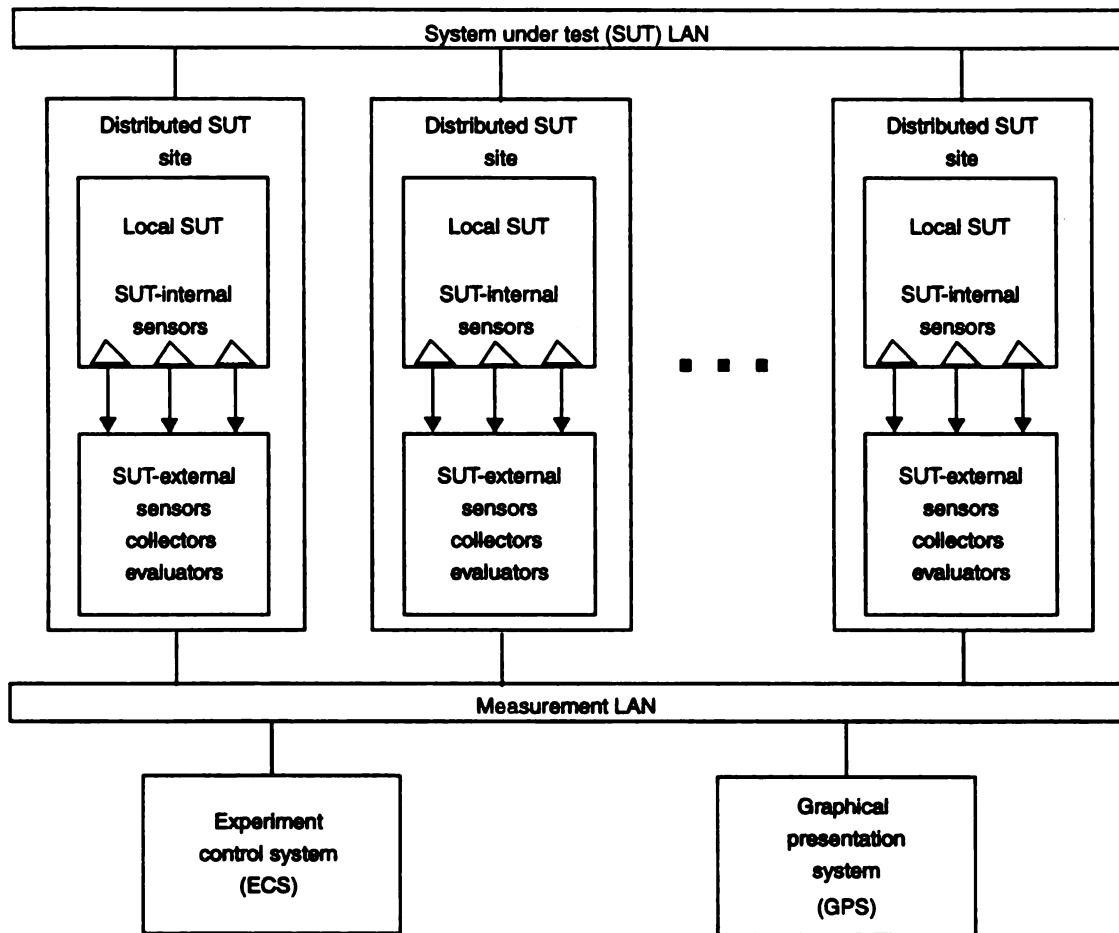 System under test (SUT) LAN
Distributed SUT
site
Local SUT
SUT-internal
sensors
SUT-external
sensors
collectors
evaluators
Distributed SUT
site
Local SUT
SUT-internal
sensors
SUT-external
sensors
collectors
evaluators
Distributed SUT
site
Local SUT
SUT-internal
sensors
SUT-external
sensors
collectors
evaluators
Measurement LAN
Experiment
control system
(ECS)
Graphical
presentation
system
(GPS)